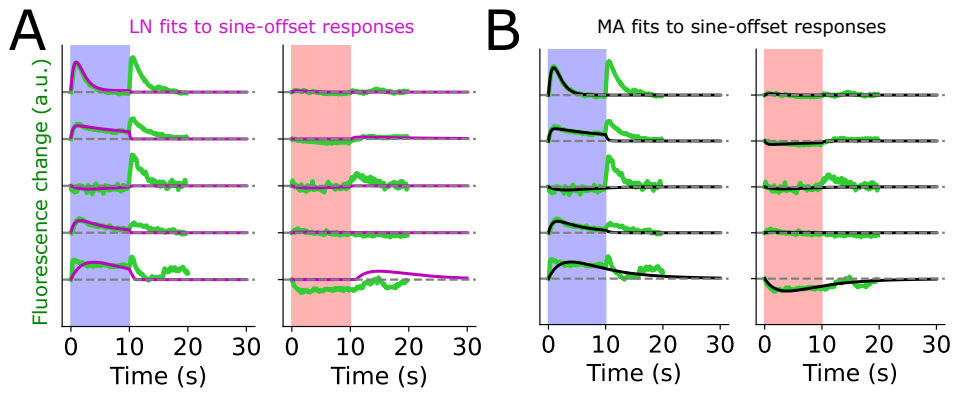 A
LN fits to sine-offset responses
Fluorescence change (a.u.)
0 10 20 30
Time (s)
0 10 20 30
Time (s)
B
MA fits to sine-offset responses
0 10 20 30
Time (s)
0 10 20 30
Time (s)